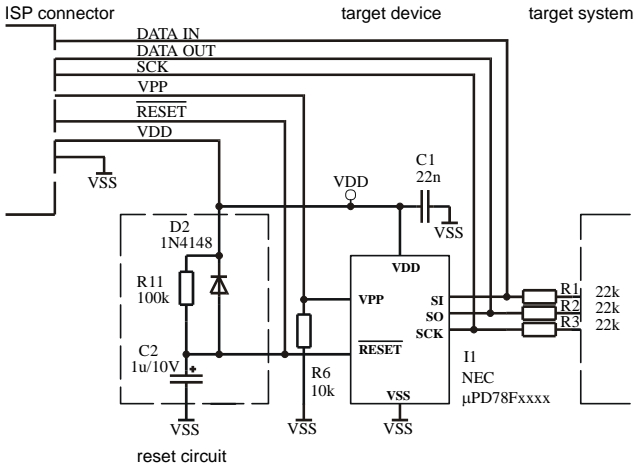 ISP connector
target device
target system
DATA IN
DATA OUT
SCK
VPP
RESET
VDD
VSS
C1
22n
VDD
VSS
D2
1N4148
R11
100k
C2
1u/10V
+
VSS
reset circuit
R6
10k
VSS
VDD
VPP
RESET
SI
SO
SCK
VSS
VSS
I1
NEC
µPD78Fxxxx
R1 22k
R2 22k
R3 22k